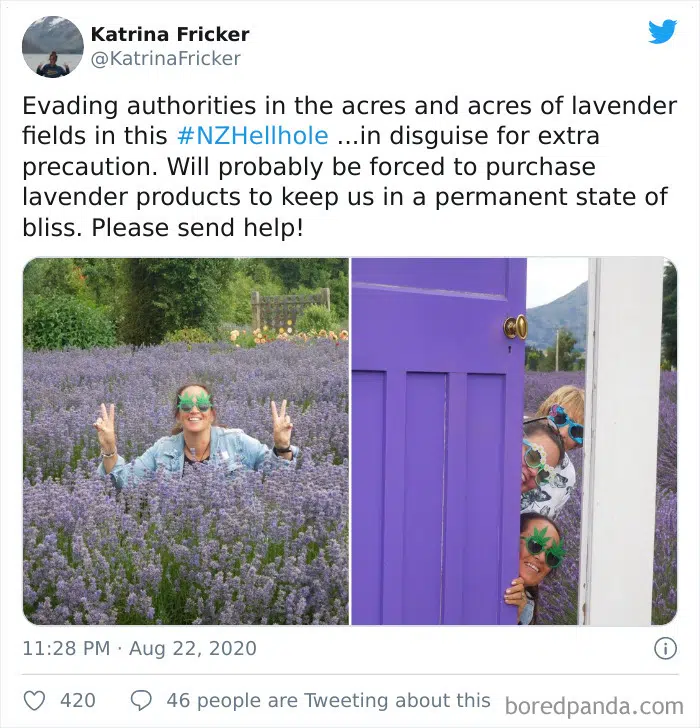 Katrina Fricker
@KatrinaFricker
Evading authorities in the acres and acres of lavender
fields in this #NZHellhole ...in disguise for extra
precaution. Will probably be forced to purchase
lavender products to keep us in a permanent state of
bliss. Please send help!
11:28 PM · Aug 22, 2020
420
46 people are Tweeting about this
boredpanda.com